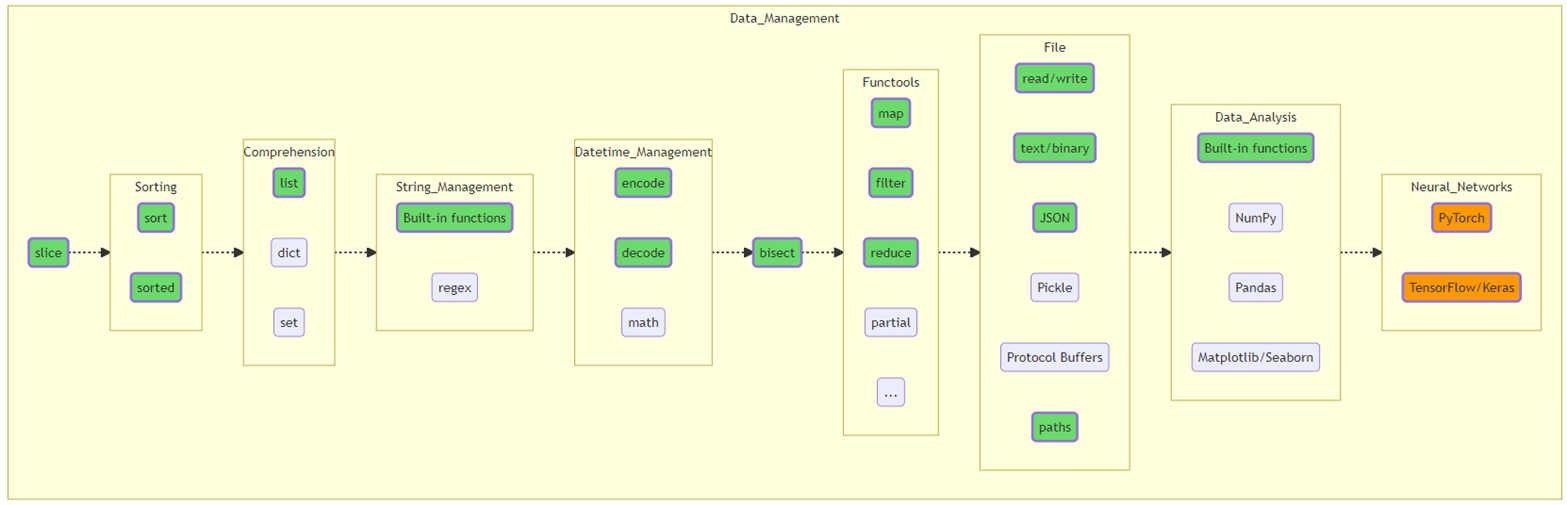 Data_Management
slice
Sorting
sort
sorted
Comprehension
list
dict
set
String_Management
Built-in functions
regex
Datetime_Management
encode
decode
math
bisect
Functools
map
filter
reduce
partial
...
File
read/write
text/binary
JSON
Pickle
Protocol Buffers
paths
Data_Analysis
Built-in functions
NumPy
Pandas
Matplotlib/Seaborn
Neural_Networks
PyTorch
TensorFlow/Keras